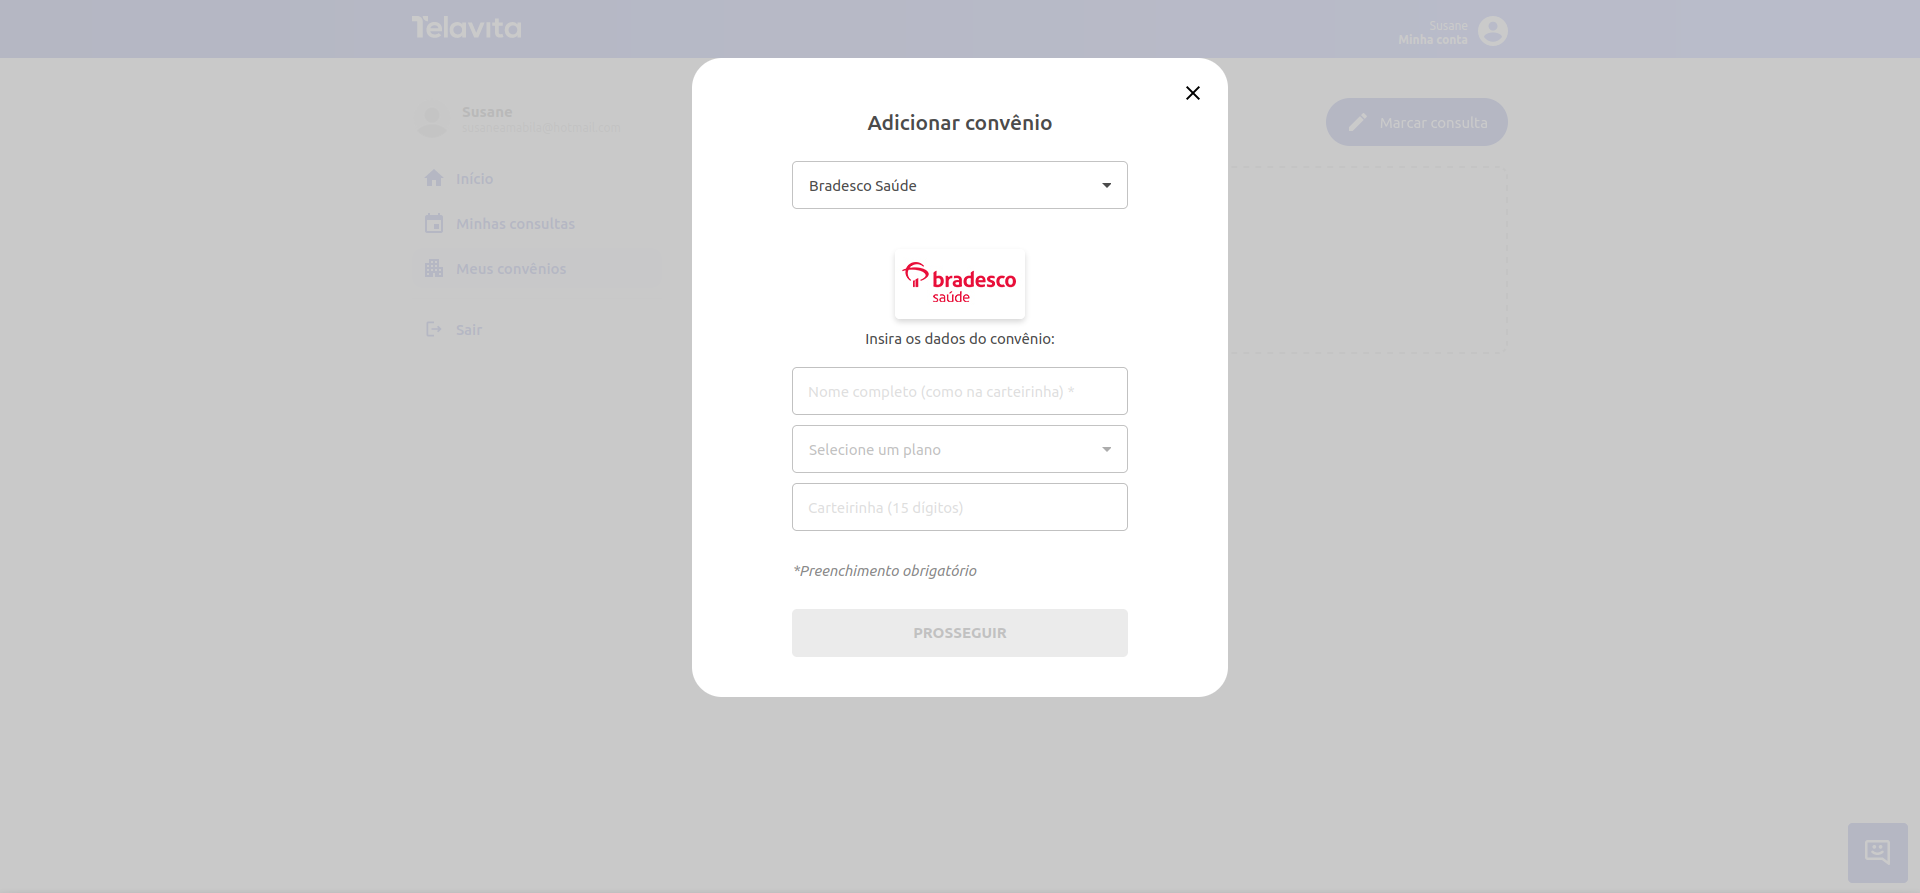 Telavita
Susane
Minha conta
Susane
Início
Minhas consultas
Meus convênios
Sair
Marcar consulta
Adicionar convênio
Bradesco Saúde
bradesco
saúde
Insira os dados do convênio:
Nome completo (como na carteirinha) *
Selecione um plano
Carteirinha (15 dígitos)
*Preenchimento obrigatório
PROSSEGUIR